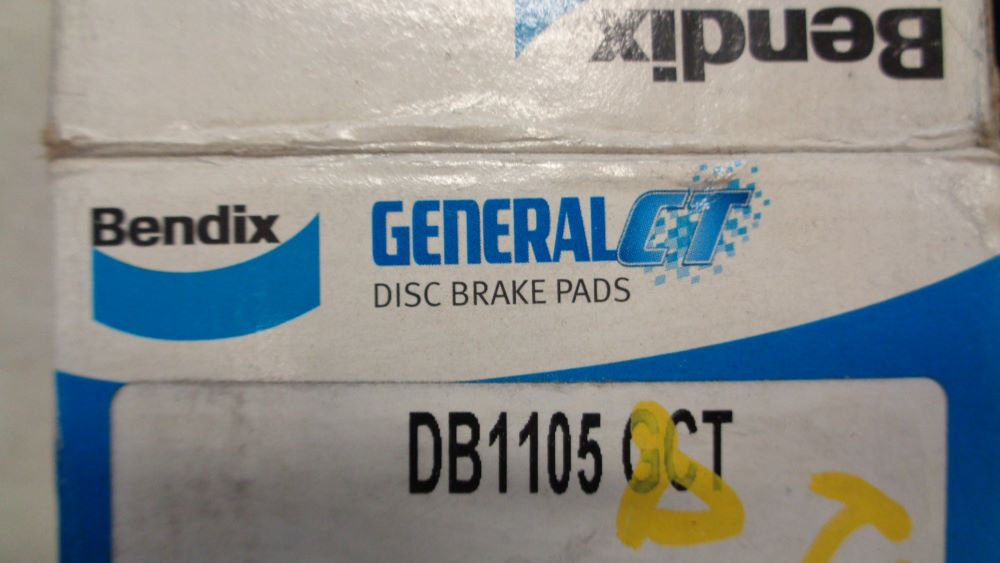 Bendix
Bendix
GENERAL CT
DISC BRAKE PADS
DB1105 GCT